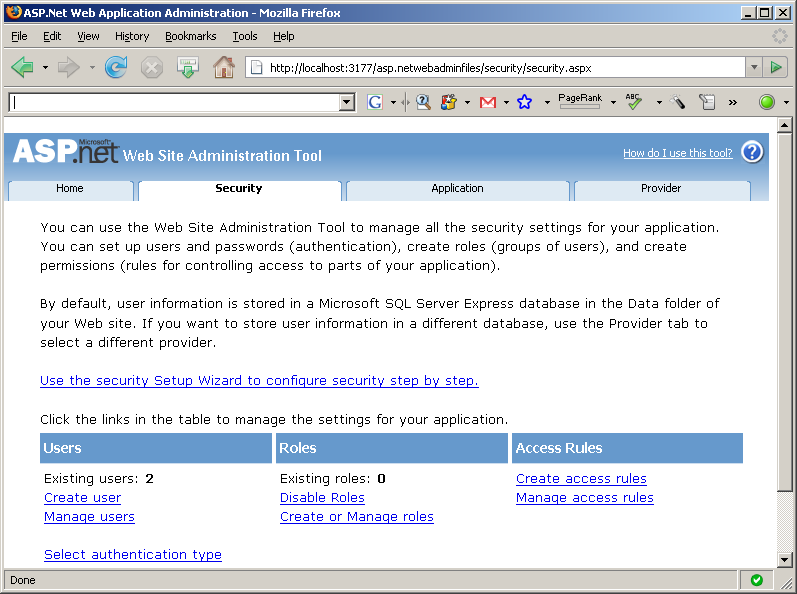 ASP.Net Web Application Administration - Mozilla Firefox
File Edit View History Bookmarks Tools Help
http://localhost:3177/asp.netwebadminfiles/security/security.aspx
G PageRank ABC »
Microsoft
ASP.net Web Site Administration Tool How do I use this tool? ?
Home Security Application Provider
You can use the Web Site Administration Tool to manage all the security settings for your application.
You can set up users and passwords (authentication), create roles (groups of users), and create
permissions (rules for controlling access to parts of your application).
By default, user information is stored in a Microsoft SQL Server Express database in the Data folder of
your Web site. If you want to store user information in a different database, use the Provider tab to
select a different provider.
Use the security Setup Wizard to configure security step by step.
Click the links in the table to manage the settings for your application.
Users Roles Access Rules
Existing users: 2 Existing roles: 0 Create access rules
Create user Disable Roles Manage access rules
Manage users Create or Manage roles
Select authentication type
Done